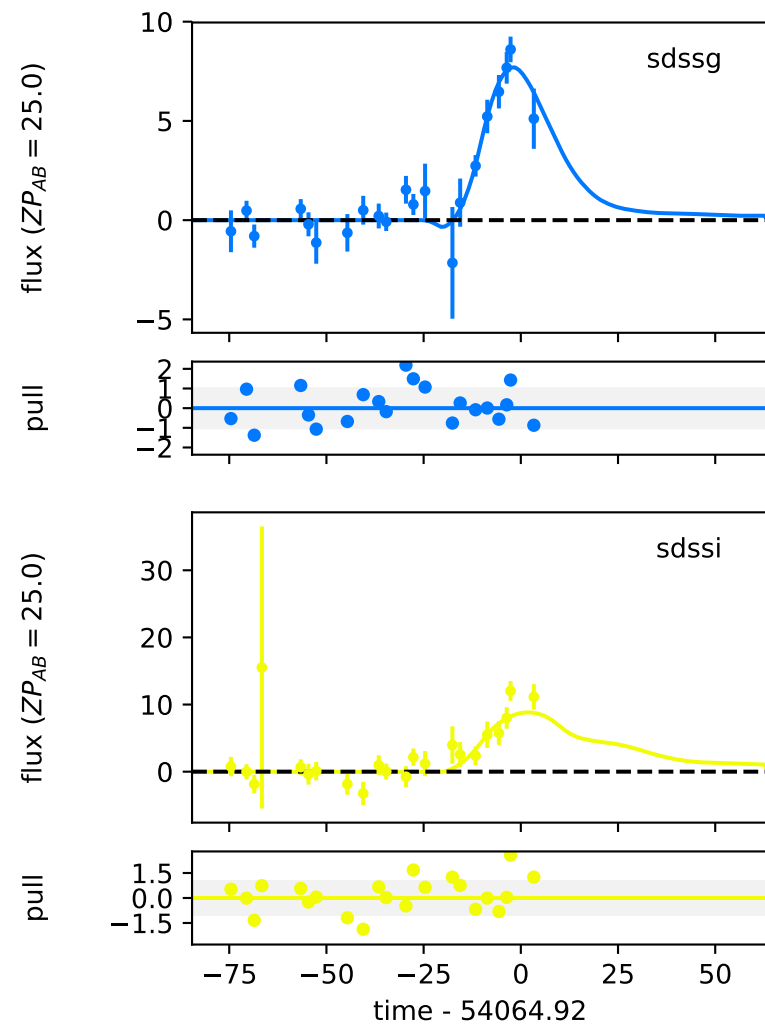 10
5
0
−5
flux (ZP_AB = 25.0)
sdssg
2
1
0
−1
−2
pull
30
20
10
0
flux (ZP_AB = 25.0)
sdssi
1.5
0.0
−1.5
pull
−75 −50 −25 0 25 50
time - 54064.92